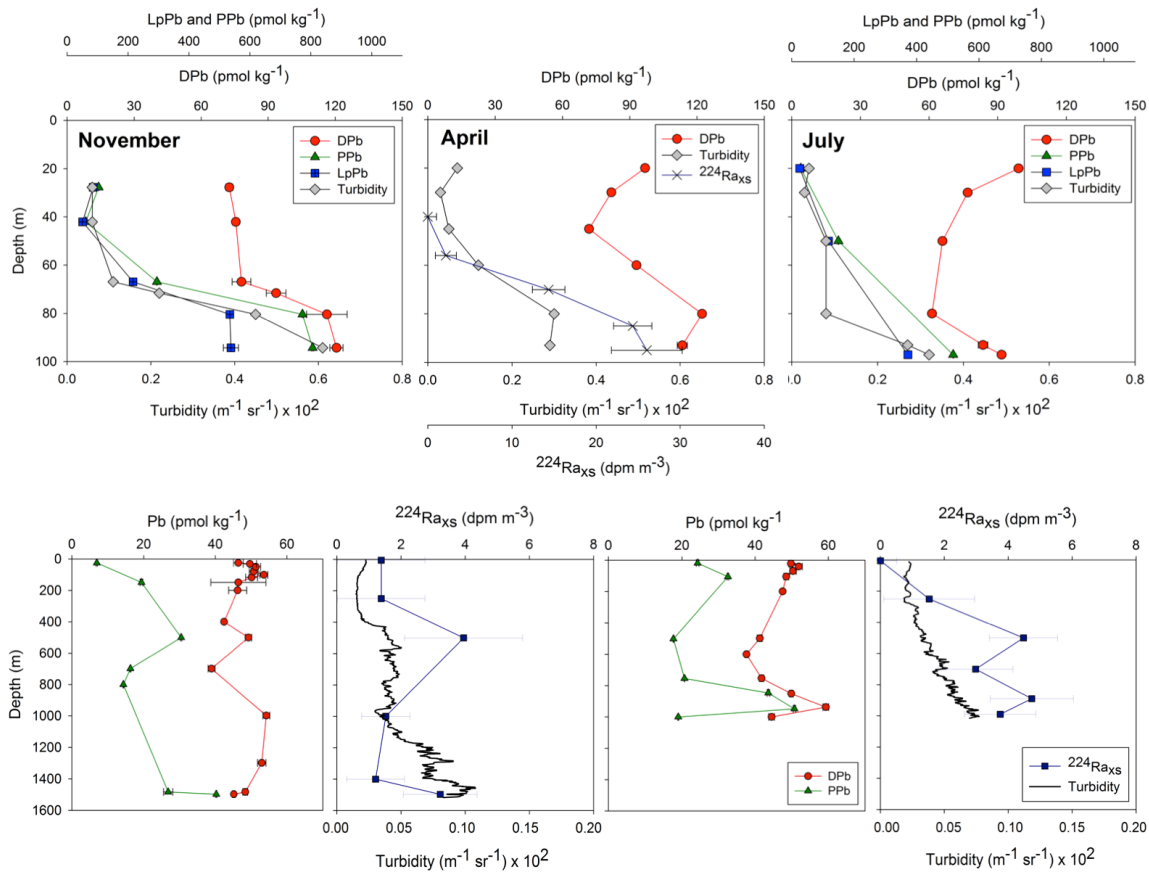 LpPb and PPb (pmol kg-1)
0 200 400 600 800 1000
DPb (pmol kg-1)
0 30 60 90 120 150
November
DPb
PPb
LpPb
Turbidity
Depth (m)
0
20
40
60
80
100
0.0 0.2 0.4 0.6 0.8
Turbidity (m-1 sr-1) x 102
DPb (pmol kg-1)
0 30 60 90 120 150
April
DPb
Turbidity
224RaXS
0.0 0.2 0.4 0.6 0.8
Turbidity (m-1 sr-1) x 102
0 10 20 30 40
224RaXS (dpm m-3)
LpPb and PPb (pmol kg-1)
0 200 400 600 800 1000
DPb (pmol kg-1)
0 30 60 90 120 150
July
DPb
PPb
LpPb
Turbidity
0.0 0.2 0.4 0.6 0.8
Turbidity (m-1 sr-1) x 102
Pb (pmol kg-1)
0 20 40 60
Depth (m)
0
200
400
600
800
1000
1200
1400
1600
224RaXS (dpm m-3)
0 2 4 6 8
0.00 0.05 0.10 0.15 0.20
Turbidity (m-1 sr-1) x 102
Pb (pmol kg-1)
0 20 40 60
DPb
PPb
224RaXS (dpm m-3)
0 2 4 6 8
224RaXS
Turbidity
0.00 0.05 0.10 0.15 0.20
Turbidity (m-1 sr-1) x 102